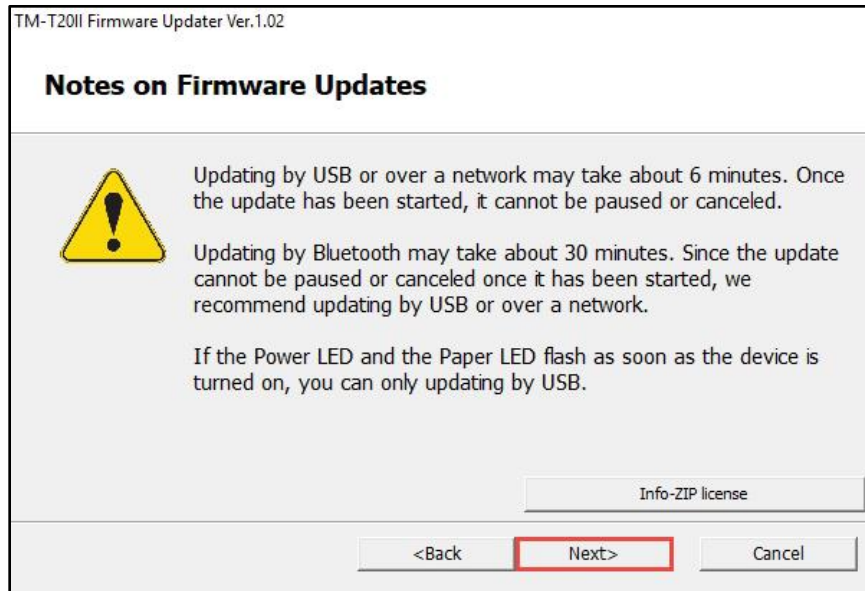 TM-T20II Firmware Updater Ver.1.02
Notes on Firmware Updates
Updating by USB or over a network may take about 6 minutes. Once
the update has been started, it cannot be paused or canceled.
Updating by Bluetooth may take about 30 minutes. Since the update
cannot be paused or canceled once it has been started, we
recommend updating by USB or over a network.
If the Power LED and the Paper LED flash as soon as the device is
turned on, you can only updating by USB.
Info-ZIP license
<Back Next> Cancel